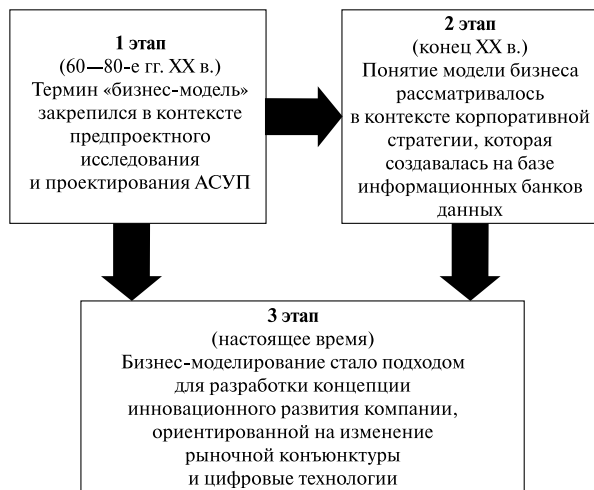 1 этап
(60—80-е гг. XX в.)
Термин «бизнес-модель»
закрепился в контексте
предпроектного
исследования
и проектирования АСУП
2 этап
(конец XX в.)
Понятие модели бизнеса
рассматривалось
в контексте корпоративной
стратегии, которая
создавалась на базе
информационных банков
данных
3 этап
(настоящее время)
Бизнес-моделирование стало подходом
для разработки концепции
инновационного развития компании,
ориентированной на изменение
рыночной конъюнктуры
и цифровые технологии